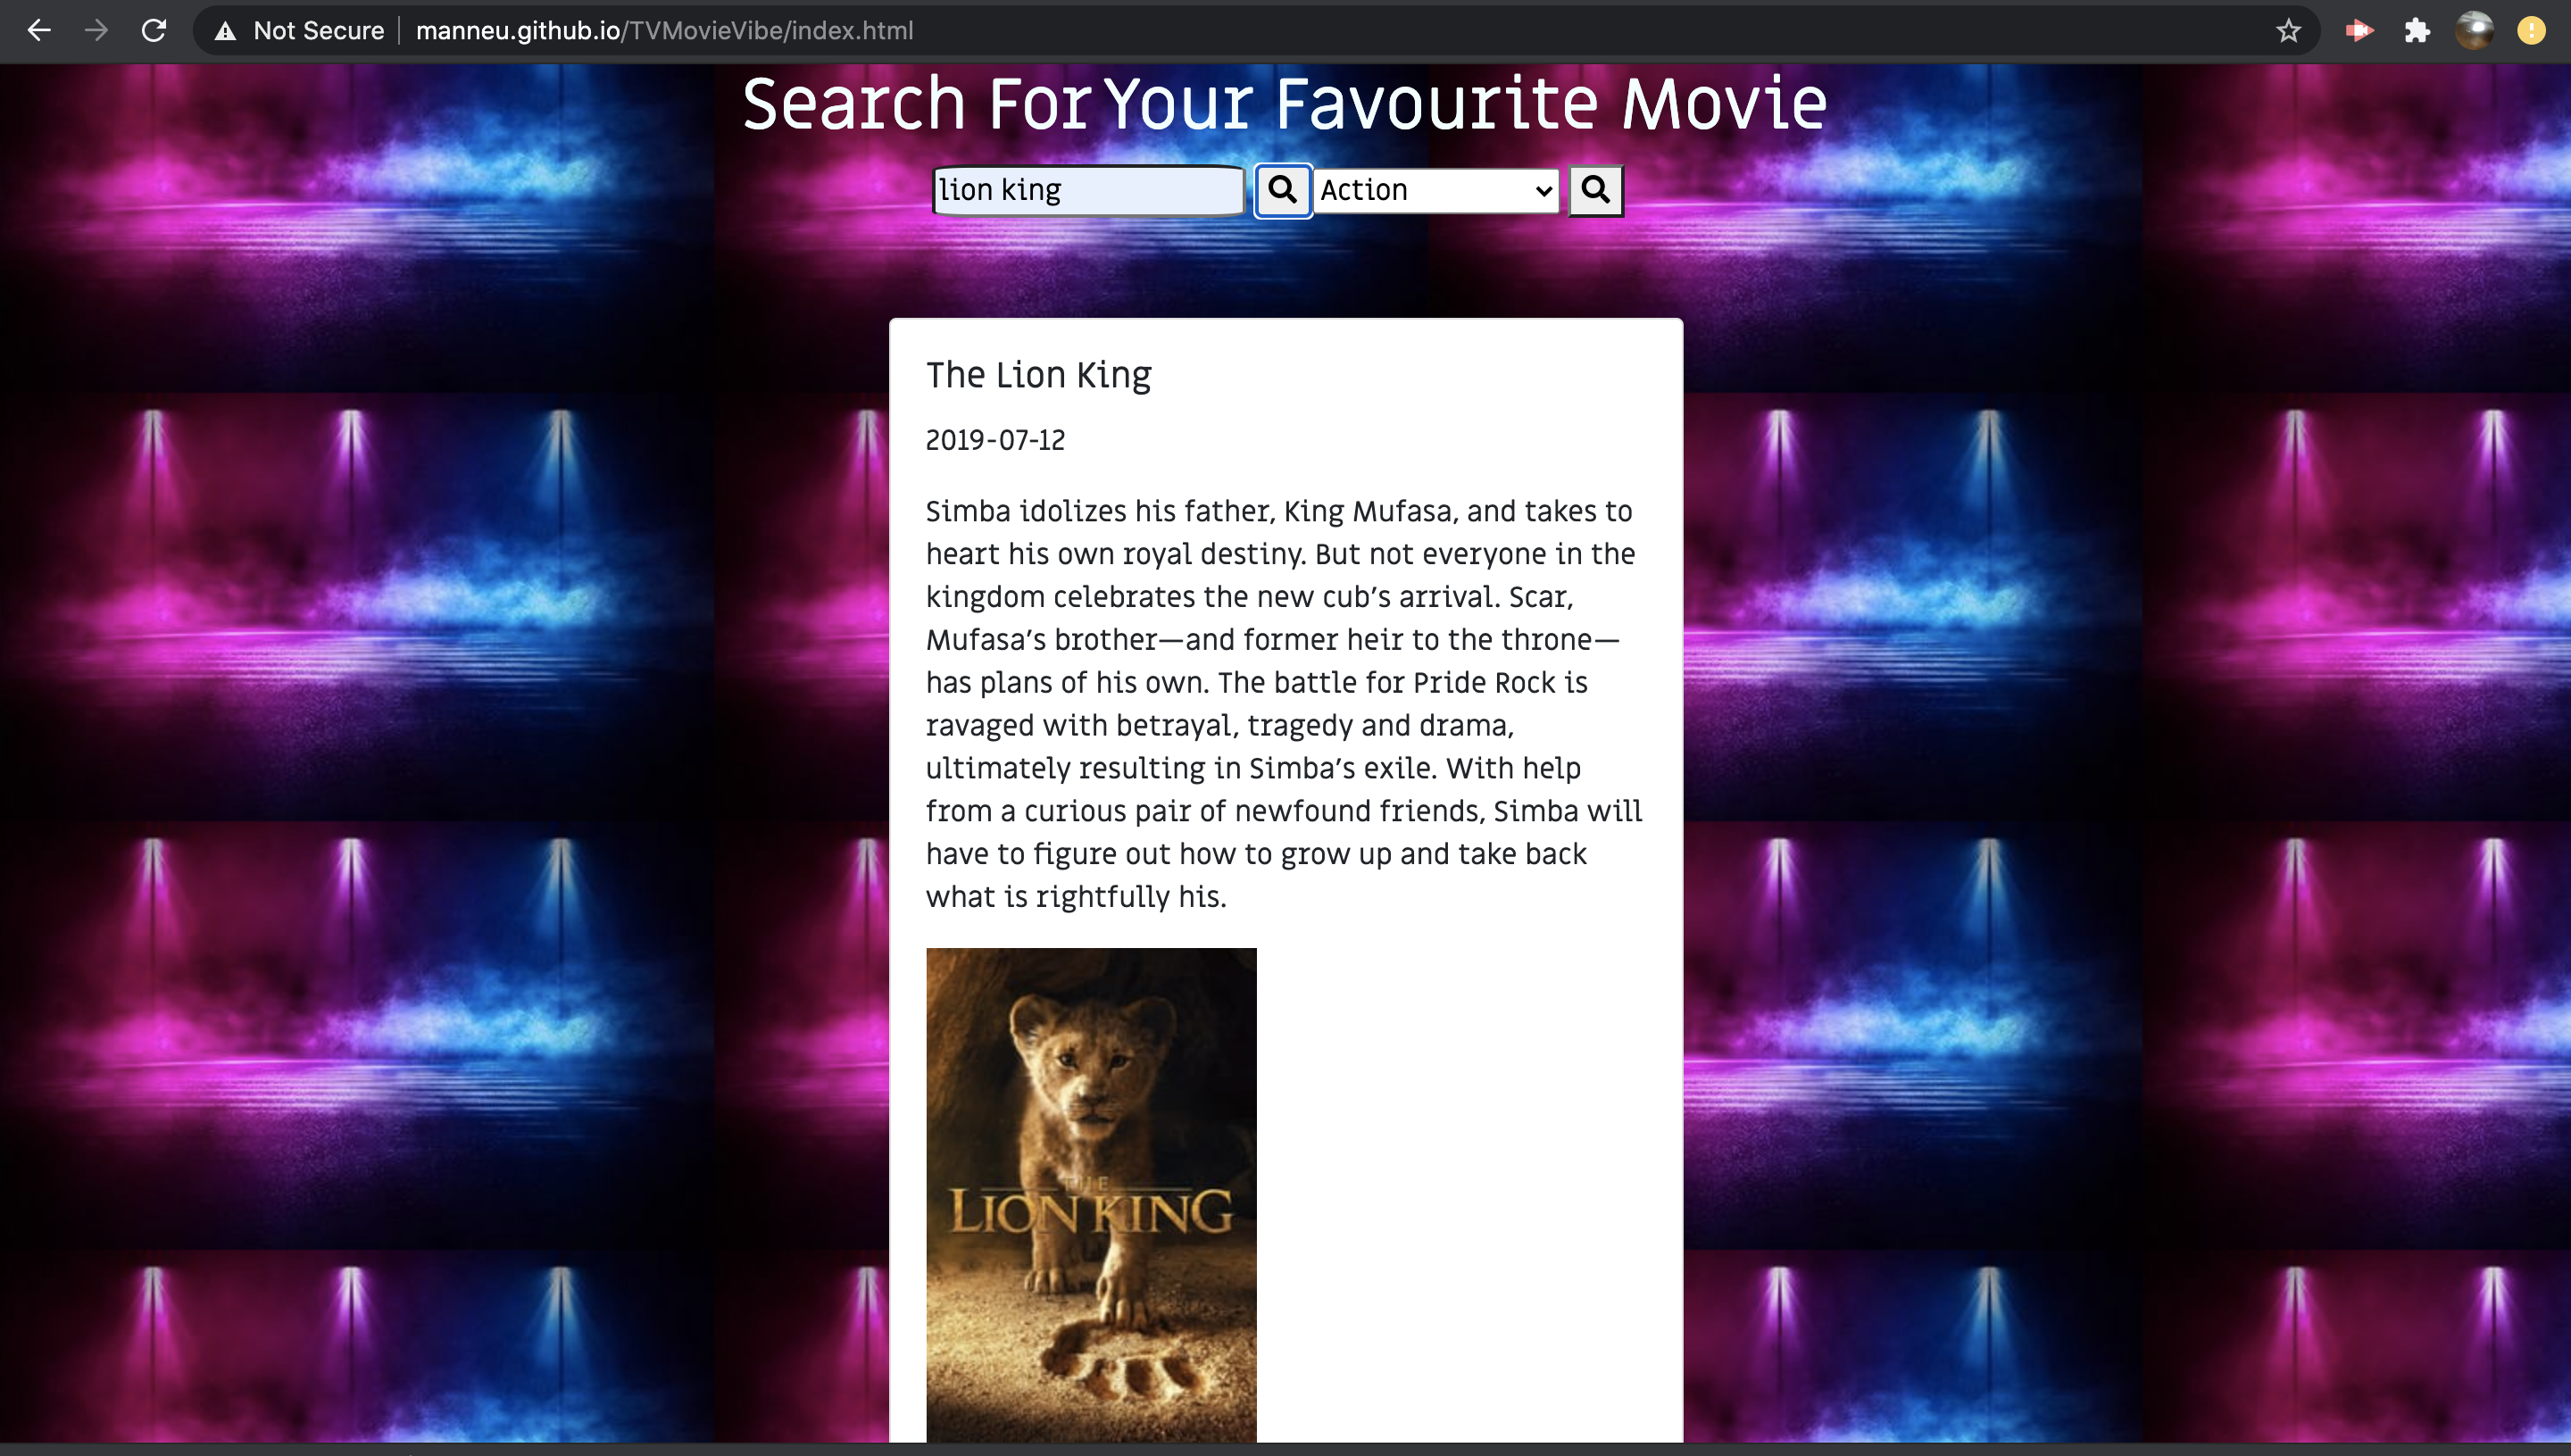 Not Secure
manneu.github.io/TVMovieVibe/index.html
Search For Your Favourite Movie
lion king
Action
The Lion King
2019-07-12
Simba idolizes his father, King Mufasa, and takes to
heart his own royal destiny. But not everyone in the
kingdom celebrates the new cub’s arrival. Scar,
Mufasa’s brother—and former heir to the throne—
has plans of his own. The battle for Pride Rock is
ravaged with betrayal, tragedy and drama,
ultimately resulting in Simba’s exile. With help
from a curious pair of newfound friends, Simba will
have to figure out how to grow up and take back
what is rightfully his.
THE
LION KING